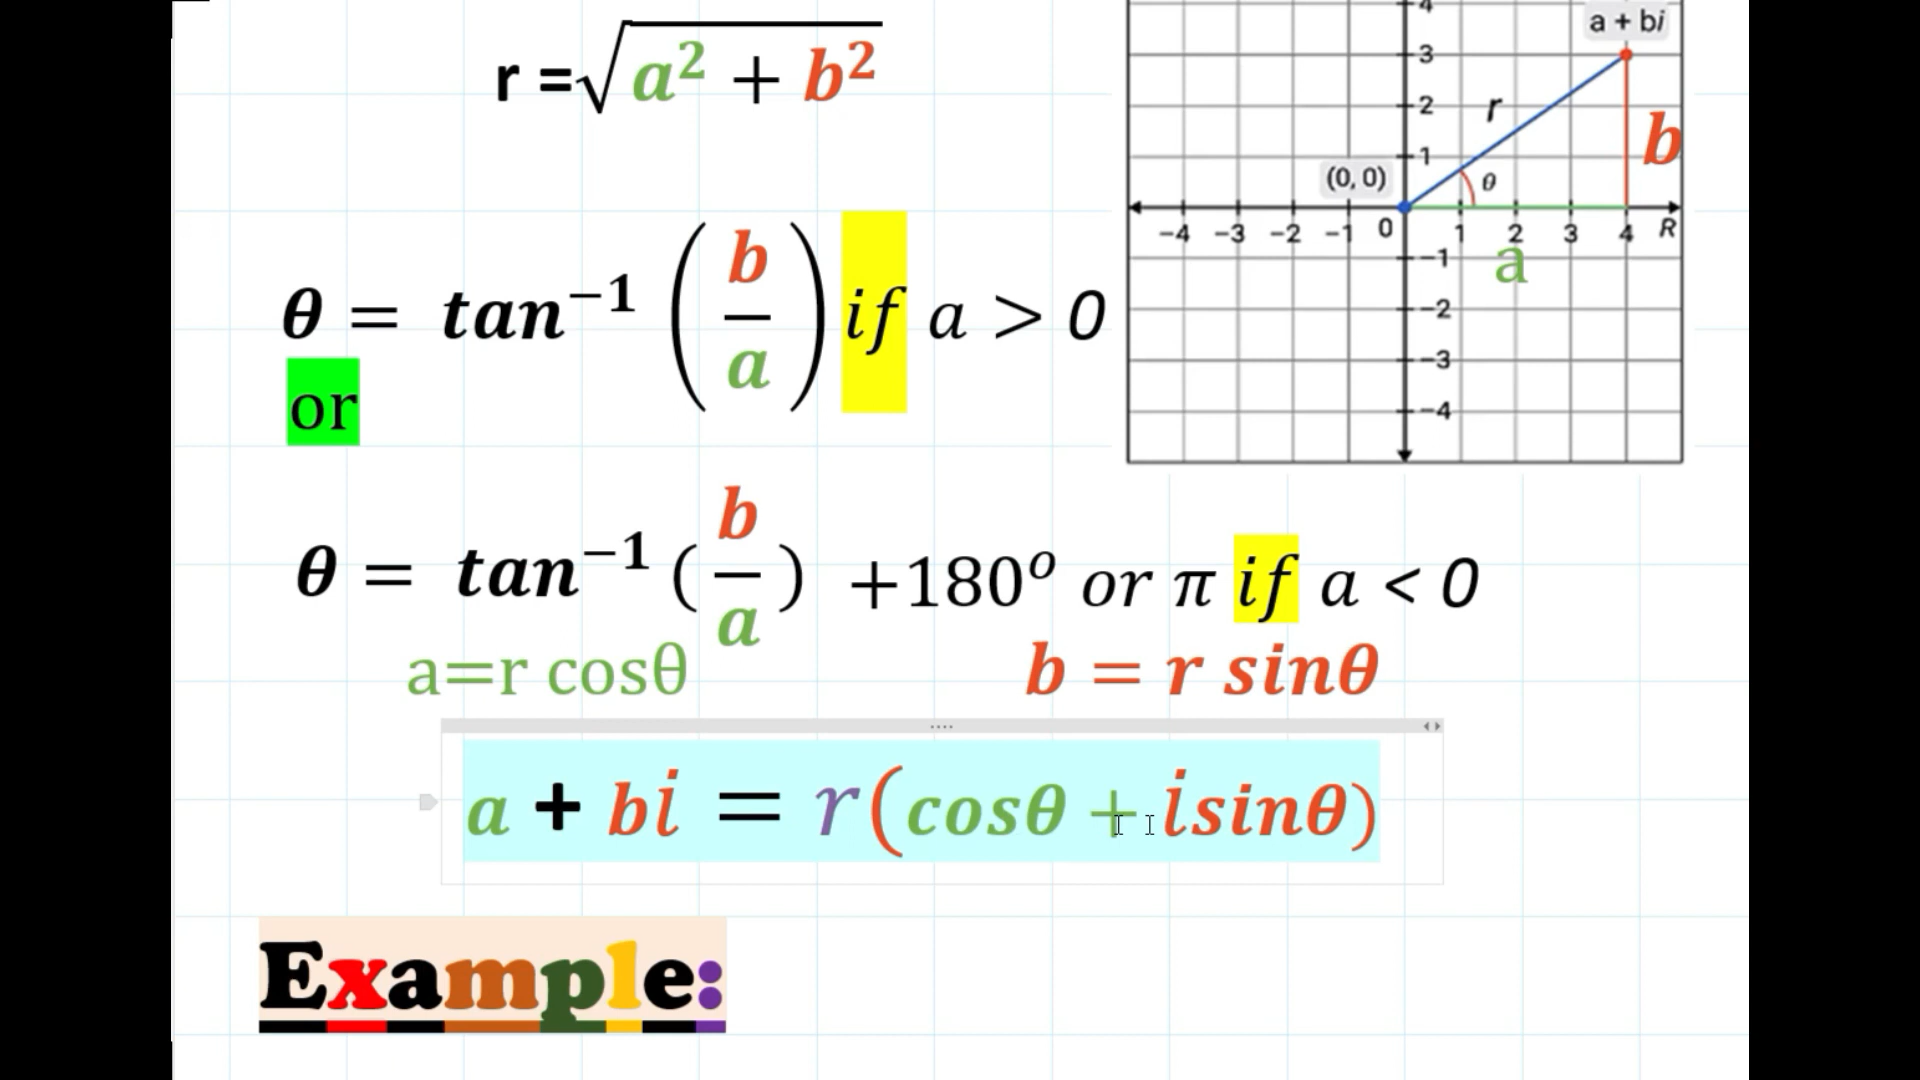 r = √a² + b²
θ = tan⁻¹ (b/a) if a > 0
or
θ = tan⁻¹ (b/a) +180° or π if a < 0
a=r cosθ
b = r sinθ
a + bi = r(cosθ + isinθ)
Example:
a + bi
4
3
2
1
r
b
(0, 0)
θ
−4 −3 −2 −1 0 1 2 3 4 R
a
−1
−2
−3
−4